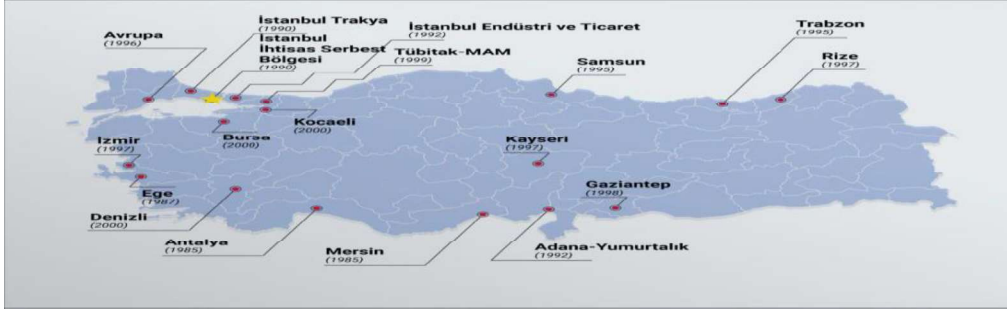 İstanbul Trakya
(1990)
İstanbul
İhtisas Serbest
Bölgesi
(1990)
İstanbul Endüstri ve Ticaret
(1992)
Tübitak-MAM
(1999)
Avrupa
(1996)
Trabzon
(1995)
Rize
(1997)
Samsun
(1995)
Kocaeli
(2000)
Bursa
(2000)
İzmir
(1997)
Kayseri
(1997)
Ege
(1987)
Gaziantep
(1998)
Denizli
(2000)
Antalya
(1985)
Mersin
(1985)
Adana-Yumurtalık
(1992)